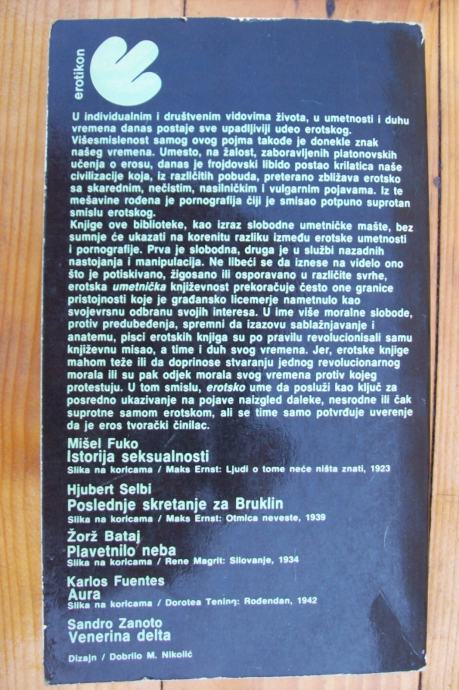 erotikon
U individualnim i društvenim vidovima života, u umetnosti i duhu
vremena danas postaje sve upadljiviji udeo erotskog.
Višesmislenost samog ovog pojma takođe je donekle znak
našeg vremena. Umesto, na žalost, zaboravljenih platonovskih
učenja o erosu, danas je frojdovski libido postao krilatica naše
civilizacije koja, iz različitih pobuda, preterano zbližava erotsko
sa skarednim, nečistim, nasilničkim i vulgarnim pojavama. Iz te
mešavine rođena je pornografija čiji je smisao potpuno suprotan
smislu erotskog.
Knjige ove biblioteke, kao izraz slobodne umetničke mašte, bez
sumnje će ukazati na korenitu razliku između erotske umetnosti
i pornografije. Prva je slobodna, druga je u službi nazadnih
nastojanja i manipulacija. Ne libeći se da iznese na videlo ono
što je potiskivano, žigosano ili osporavano u različite svrhe,
erotska umetnička književnost prekoračuje često one granice
pristojnosti koje je građansko licemerje nametnulo kao
svojevrsnu odbranu svojih interesa. U ime više moralne slobode,
protiv predubeđenja, spremni da izazovu sablažnjavanje i
anatemu, pisci erotskih knjiga su po pravilu revolucionisali samu
književnu misao, a time i duh svog vremena. Jer, erotske knjige
mahom teže ili da doprinose stvaranju jednog revolucionarnog
morala ili su pak odjek morala svog vremena protiv kojeg
protestuju. U tom smislu, erotsko ume da posluži kao ključ za
posredno ukazivanje na pojave naizgled daleke, nesrodne ili čak
suprotne samom erotskom, ali se time samo potvrđuje uverenje
da je eros tvorački činilac.
Mišel Fuko
Istorija seksualnosti
Slika na koricama / Maks Ernst: Ljudi o tome neće ništa znati, 1923
Hjubert Selbi
Poslednje skretanje za Bruklin
Slika na koricama / Maks Ernst: Otmica neveste, 1939
Žorž Bataj
Plavetnilo neba
Slika na koricama / Rene Magrit: Silovanje, 1934
Karlos Fuentes
Aura
Slika na koricama / Dorotea Tening: Rođendan, 1942
Sandro Zanoto
Venerina delta
Dizajn / Dobrilo M. Nikolić